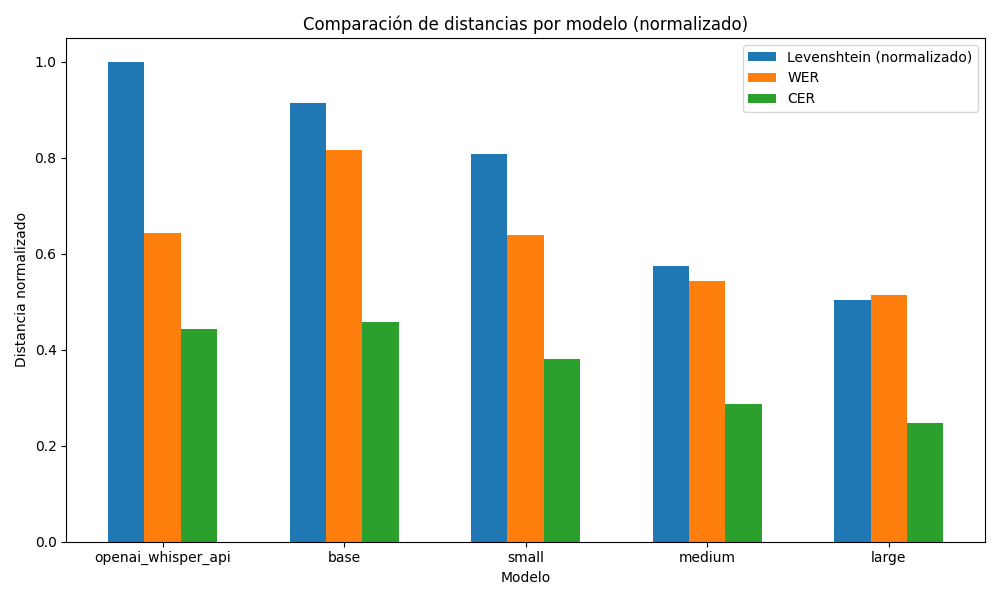 Comparación de distancias por modelo (normalizado)
Levenshtein (normalizado)
WER
CER
Distancia normalizado
1.0
0.8
0.6
0.4
0.2
0.0
openai_whisper_api
base
small
medium
large
Modelo